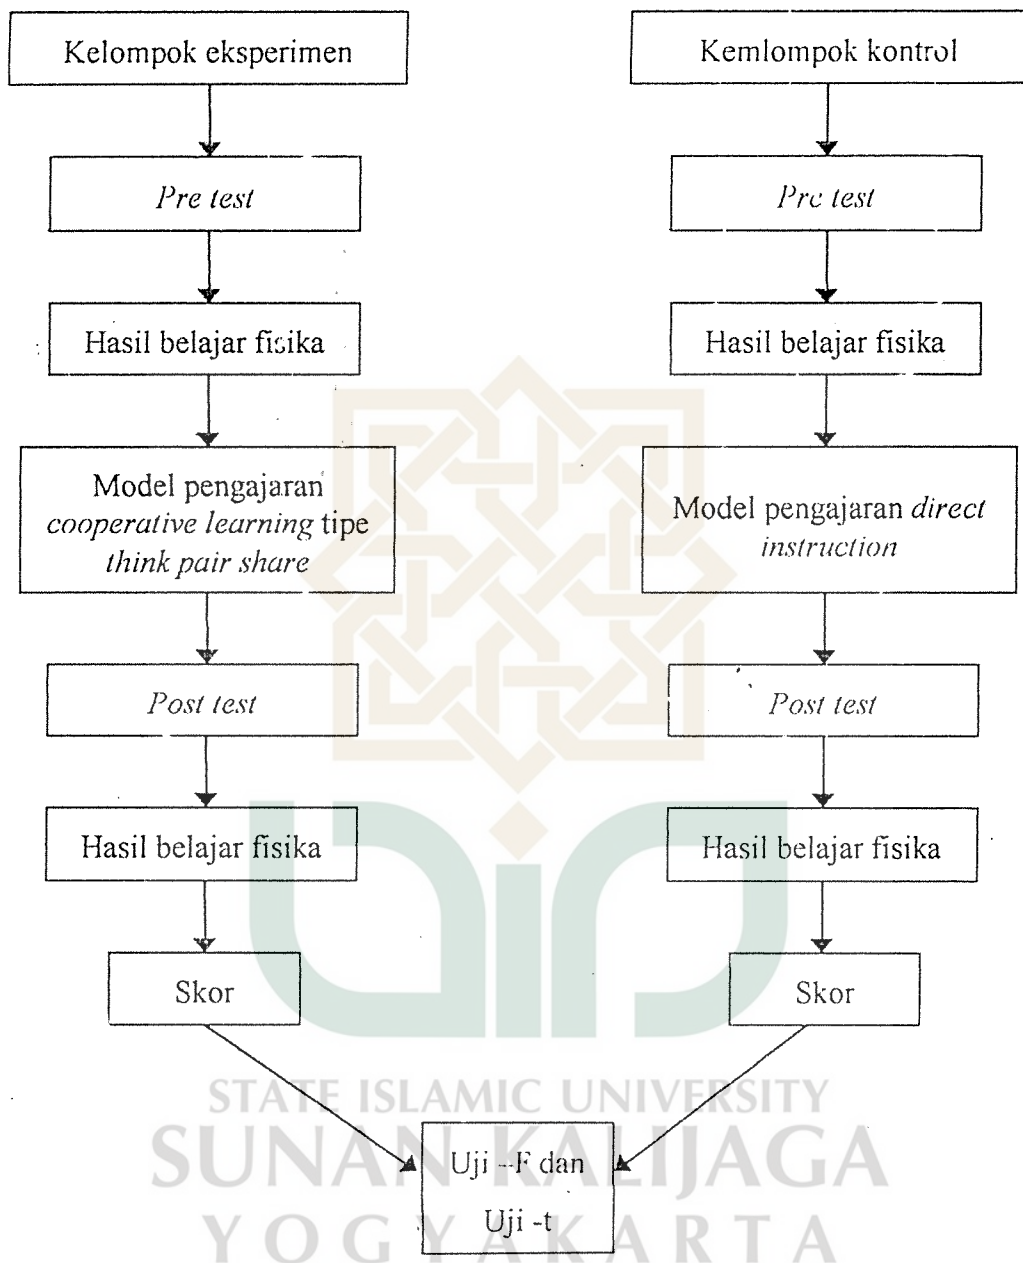 Kelompok eksperimen
Pre test
Hasil belajar fisika
Model pengajaran
cooperative learning tipe
think pair share
Post test
Hasil belajar fisika
Skor
Kemlompok kontrol
Pre test
Hasil belajar fisika
Model pengajaran direct
instruction
Post test
Hasil belajar fisika
Skor
Uji –F dan
Uji -t
STATE ISLAMIC UNIVERSITY
SUNAN KALIJAGA
YOGYAKARTA